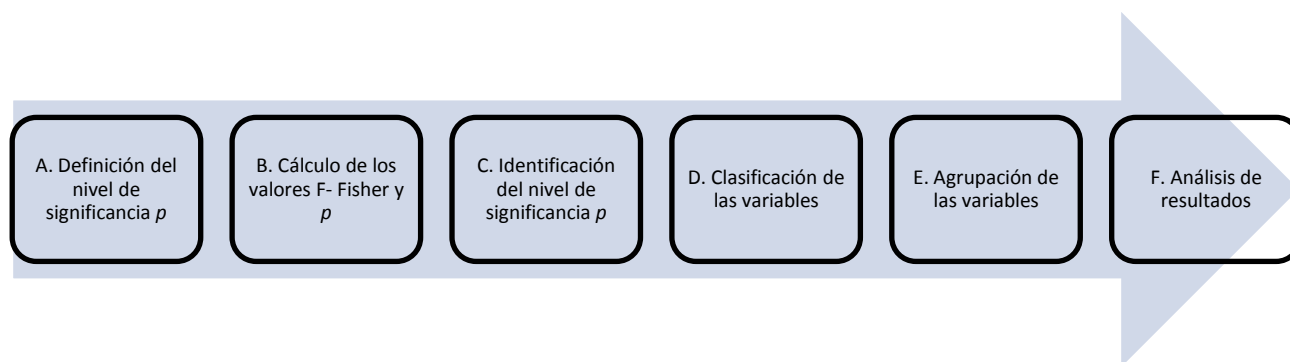 A. Definición del
nivel de
significancia p
B. Cálculo de los
valores F- Fisher y
p
C. Identificación
del nivel de
significancia p
D. Clasificación de
las variables
E. Agrupación de
las variables
F. Análisis de
resultados